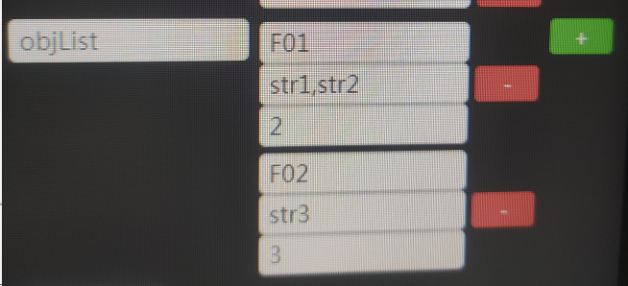 objList
F01
+
str1,str2
-
2
F02
str3
-
3